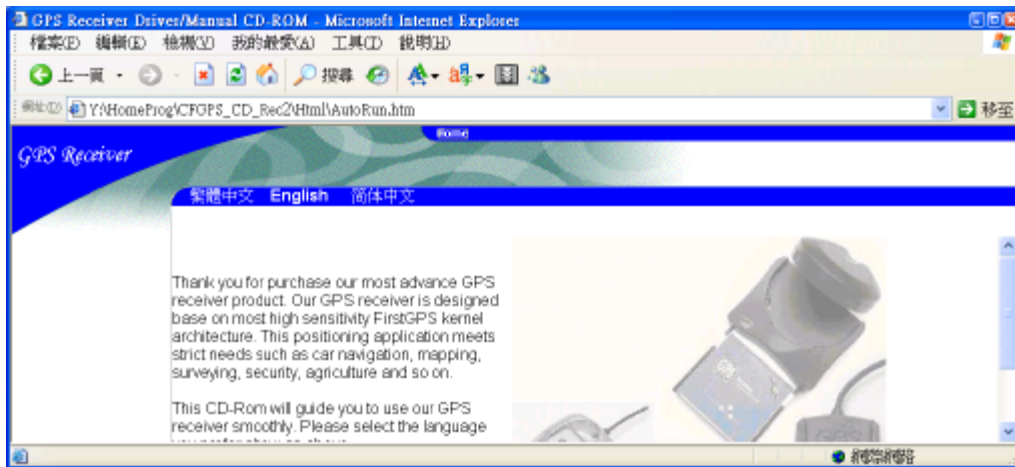 GPS Receiver Driver/Manual CD-ROM - Microsoft Internet Explorer
檔案(F) 編輯(E) 檢視(V) 我的最愛(A) 工具(T) 說明(H)
上一頁 搜尋
網址(D) Y:\HomeProg\CFGPS_CD_Rec2\Html\AutoRun.htm 移至
Home
GPS Receiver
繁體中文 English 简体中文
Thank you for purchase our most advance GPS
receiver product. Our GPS receiver is designed
base on most high sensitivity FirstGPS kernel
architecture. This positioning application meets
strict needs such as car navigation, mapping,
surveying, security, agriculture and so on.
This CD-Rom will guide you to use our GPS
receiver smoothly. Please select the language
GPS